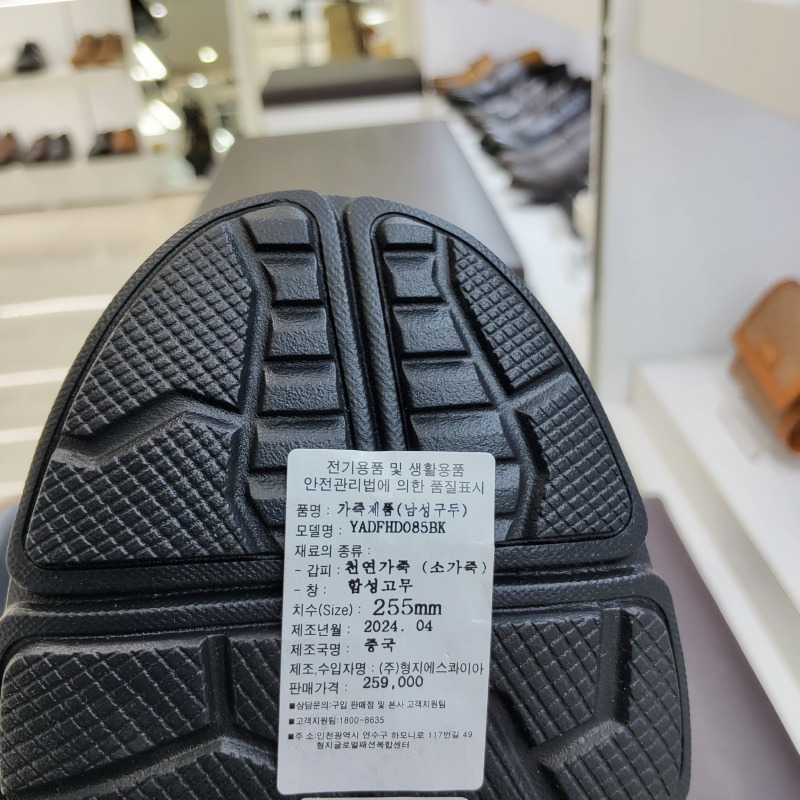 전기용품 및 생활용품
안전관리법에 의한 품질표시
품명 : 가죽제품(남성구두)
모델명 : YADFHD085BK
재료의 종류 :
- 갑피 : 천연가죽 (소가죽)
- 창 : 합성고무
치수(Size) : 255mm
제조년월 : 2024. 04
제조국명 : 중국
제조,수입자명 : (주)형지에스콰이아
판매가격 : 259,000
■상담문의:구입 판매점 및 본사 고객지원팀
■고객지원팀:1800-8635
■주 소:인천광역시 연수구 하모니로 117번길 49
형지글로벌패션복합센터